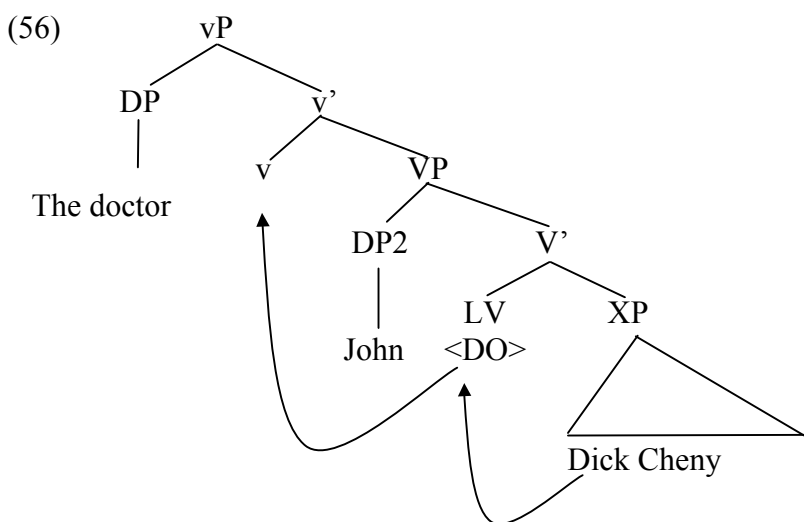 (56)
vP
DP v’
v VP
The doctor
DP2 V’
LV XP
John <DO>
Dick Cheny